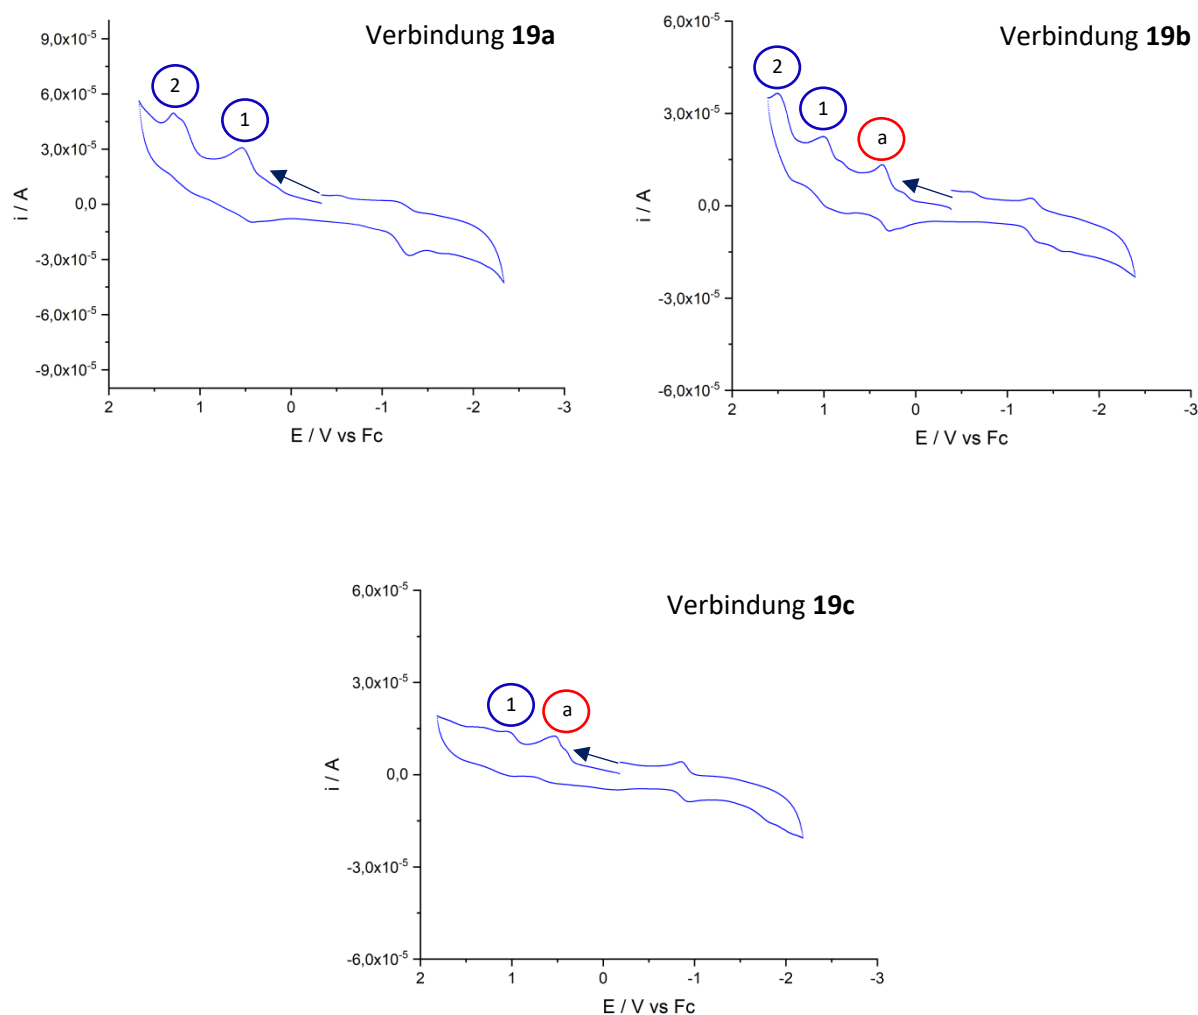 Verbindung 19a
9,0x10⁻⁵
6,0x10⁻⁵
3,0x10⁻⁵
0,0
-3,0x10⁻⁵
-6,0x10⁻⁵
-9,0x10⁻⁵
i / A
2
1
2 1 0 -1 -2 -3
E / V vs Fc
Verbindung 19b
6,0x10⁻⁵
3,0x10⁻⁵
0,0
-3,0x10⁻⁵
-6,0x10⁻⁵
i / A
2
1
a
2 1 0 -1 -2 -3
E / V vs Fc
Verbindung 19c
6,0x10⁻⁵
3,0x10⁻⁵
0,0
-3,0x10⁻⁵
-6,0x10⁻⁵
i / A
1
a
2 1 0 -1 -2 -3
E / V vs Fc